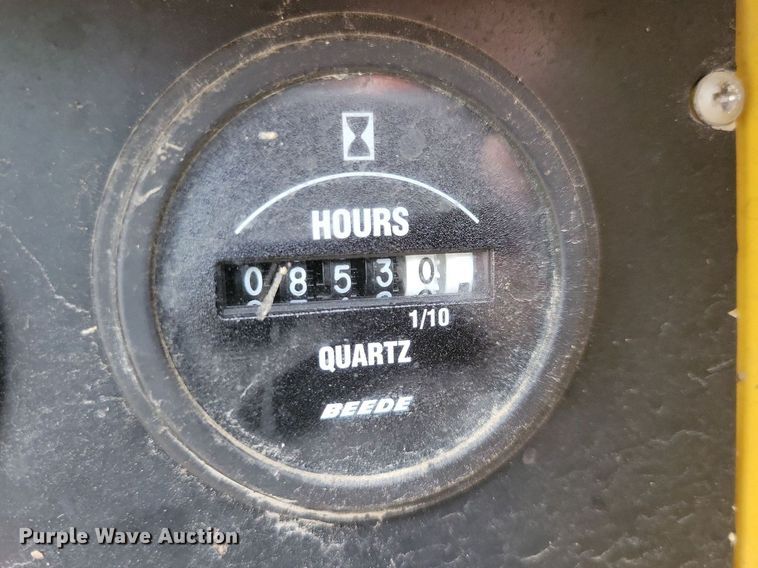 HOURS
0 8 5 3 0
1/10
QUARTZ
BEEDE
Purple Wave Auction